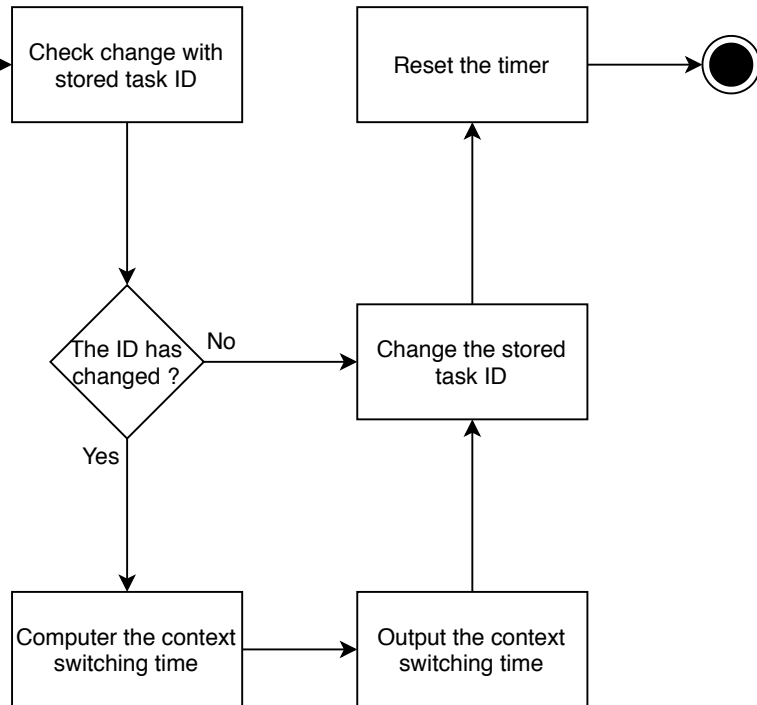 Check change with
stored task ID
Reset the timer
The ID has
changed ?
No
Change the stored
task ID
Yes
Computer the context
switching time
Output the context
switching time